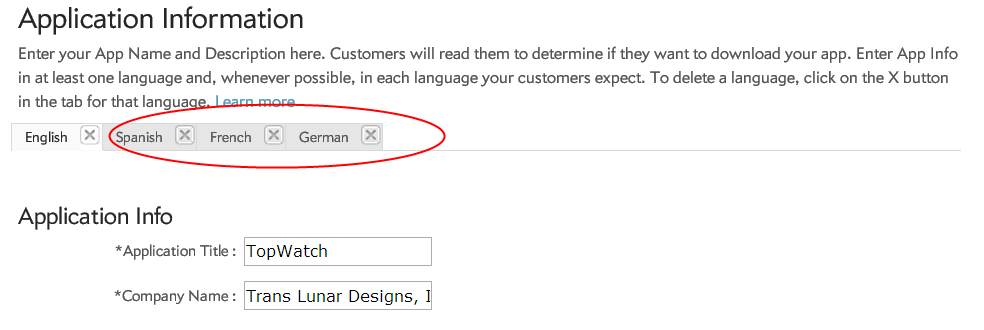 Application Information
Enter your App Name and Description here. Customers will read them to determine if they want to download your app. Enter App Info
in at least one language and, whenever possible, in each language your customers expect. To delete a language, click on the X button
in the tab for that language. Learn more
English X Spanish X French X German X
Application Info
*Application Title : TopWatch
*Company Name : Trans Lunar Designs, I